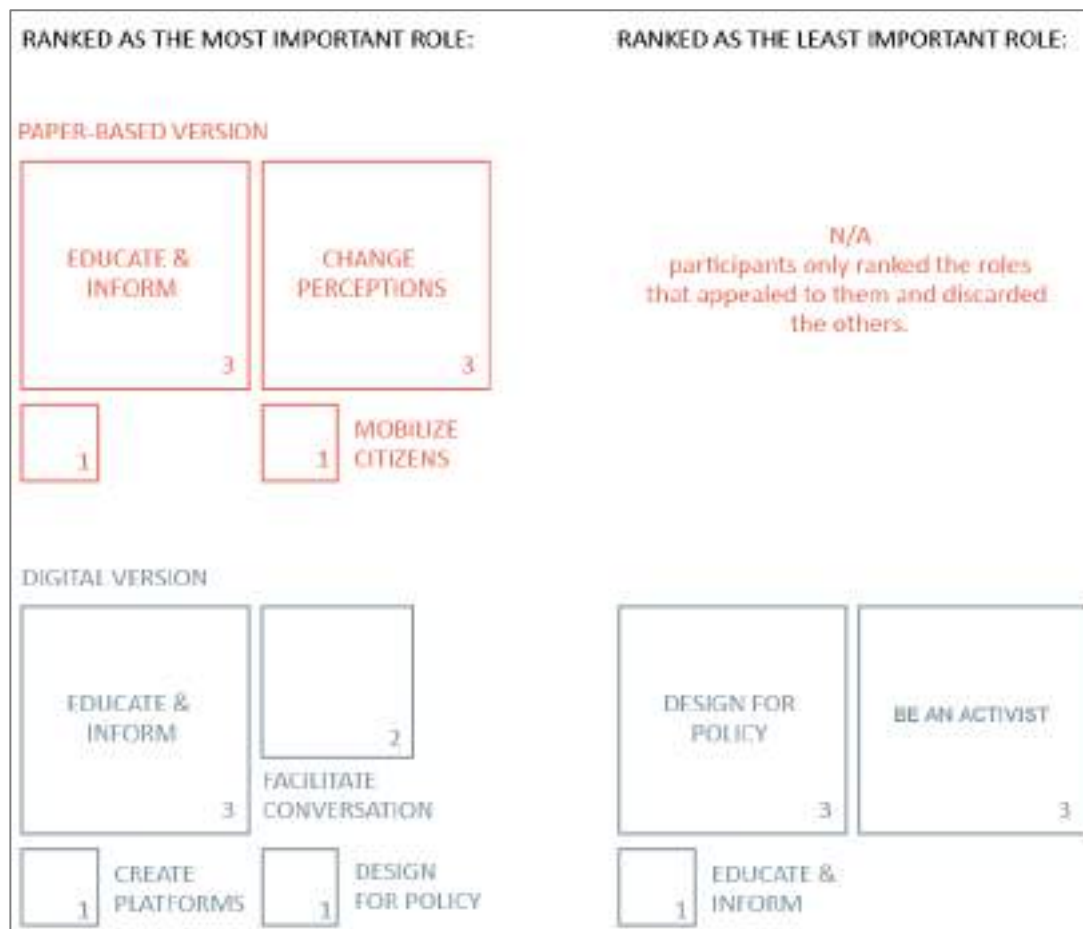 RANKED AS THE MOST IMPORTANT ROLE:
RANKED AS THE LEAST IMPORTANT ROLE:
PAPER-BASED VERSION
EDUCATE &
INFORM
3
CHANGE
PERCEPTIONS
3
N/A
participants only ranked the roles
that appealed to them and discarded
the others.
1
1
MOBILIZE
CITIZENS
DIGITAL VERSION
EDUCATE &
INFORM
3
2
FACILITATE
CONVERSATION
DESIGN FOR
POLICY
3
BE AN ACTIVIST
3
1
CREATE
PLATFORMS
1
DESIGN
FOR POLICY
1
EDUCATE &
INFORM